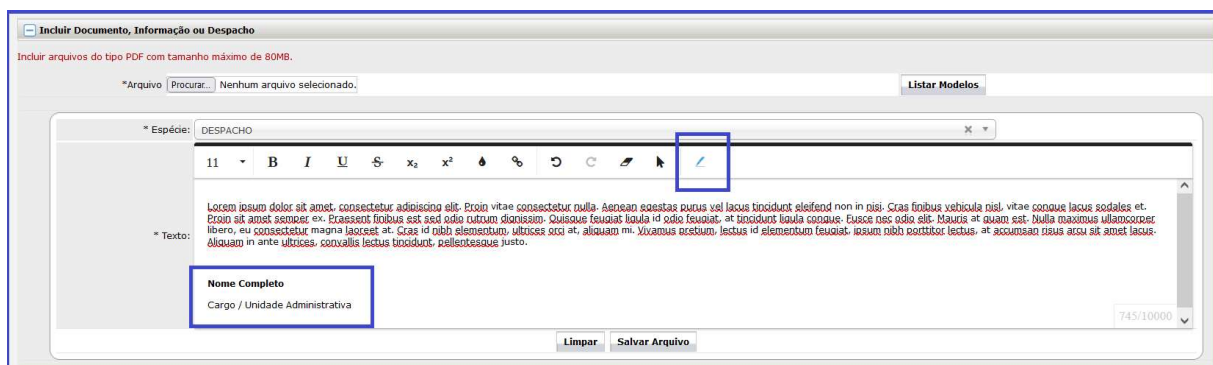 Incluir Documento, Informação ou Despacho
Incluir arquivos do tipo PDF com tamanho máximo de 80MB.
*Arquivo Procurar... Nenhum arquivo selecionado. Listar Modelos
* Espécie: DESPACHO
11 B I U S x₂ x²
Lorem ipsum dolor sit amet, consectetur adipiscing elit. Proin vitae consectetur nulla. Aenean egestas purus vel lacus tincidunt eleifend non in nisi. Cras finibus vehicula nisl, vitae congue lacus sodales et.
Proin sit amet semper ex. Praesent finibus est sed odio rutrum dignissim. Quisque feugiat ligula id odio feugiat, at tincidunt ligula congue. Fusce nec odio elit. Mauris at quam est. Nulla maximus ullamcorper
libero, eu consectetur magna laoreet at. Cras id nibh elementum, ultrices orci at, aliquam mi. Vivamus pretium, lectus id elementum feugiat, ipsum nibh porttitor lectus, at accumsan risus arcu sit amet lacus.
* Texto:
Aliquam in ante ultrices, convallis lectus tincidunt, pellentesque justo.
Nome Completo
Cargo / Unidade Administrativa
745/10000
Limpar Salvar Arquivo